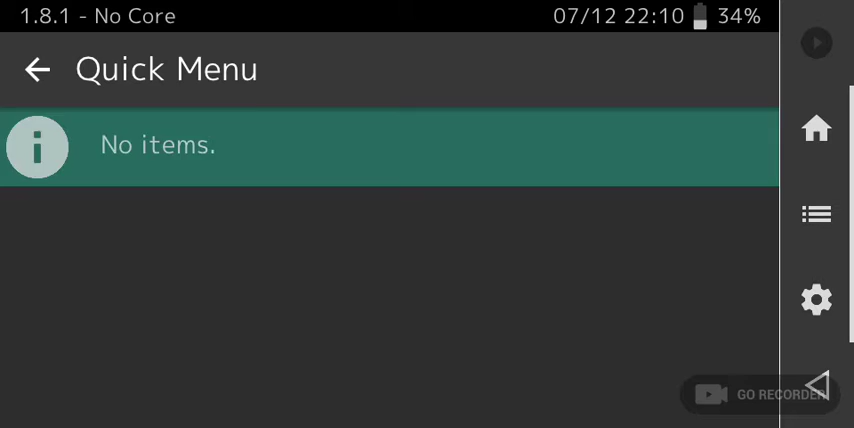 1.8.1 - No Core
07/12 22:10 34%
Quick Menu
No items.
GO RECORDER